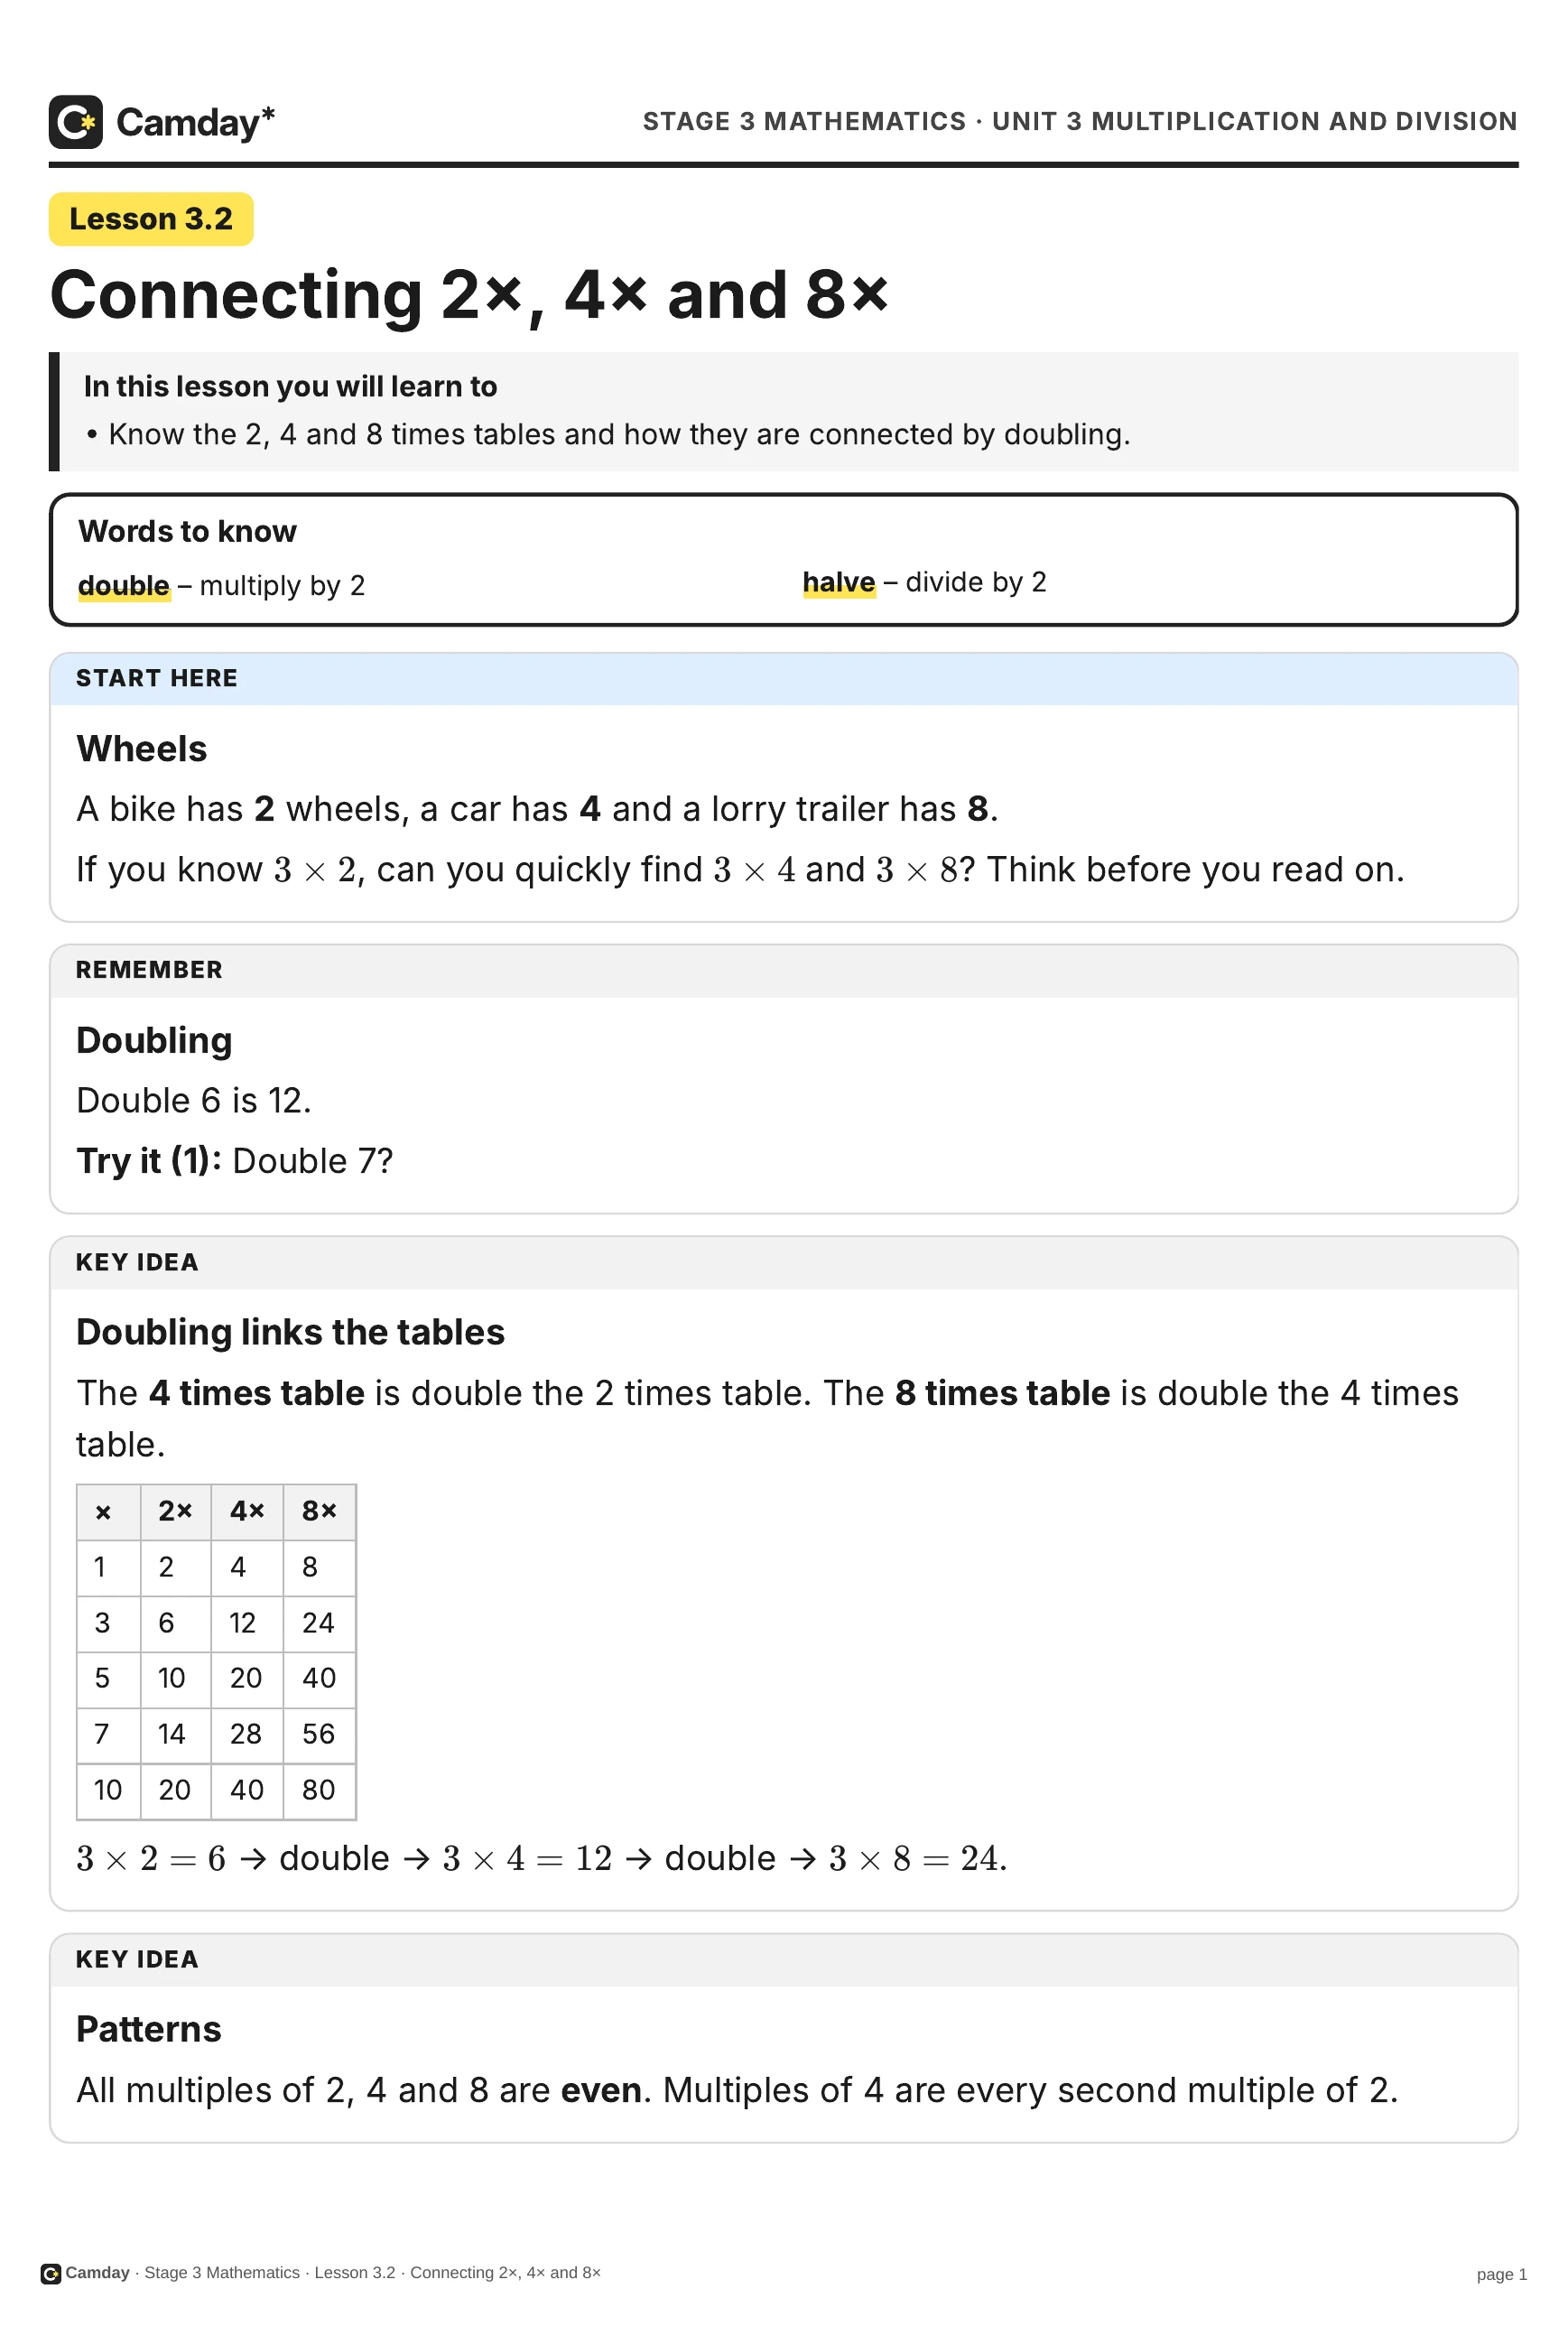 Camday*
STAGE 3 MATHEMATICS · UNIT 3 MULTIPLICATION AND DIVISION
Lesson 3.2
Connecting 2×, 4× and 8×
In this lesson you will learn to
• Know the 2, 4 and 8 times tables and how they are connected by doubling.
Words to know
double – multiply by 2
halve – divide by 2
START HERE
Wheels
A bike has 2 wheels, a car has 4 and a lorry trailer has 8.
If you know 3 × 2, can you quickly find 3 × 4 and 3 × 8? Think before you read on.
REMEMBER
Doubling
Double 6 is 12.
Try it (1): Double 7?
KEY IDEA
Doubling links the tables
The 4 times table is double the 2 times table. The 8 times table is double the 4 times
table.
× 2× 4× 8×
1 2 4 8
3 6 12 24
5 10 20 40
7 14 28 56
10 20 40 80
3 × 2 = 6 → double → 3 × 4 = 12 → double → 3 × 8 = 24.
KEY IDEA
Patterns
All multiples of 2, 4 and 8 are even. Multiples of 4 are every second multiple of 2.
Camday · Stage 3 Mathematics · Lesson 3.2 · Connecting 2×, 4× and 8×
page 1